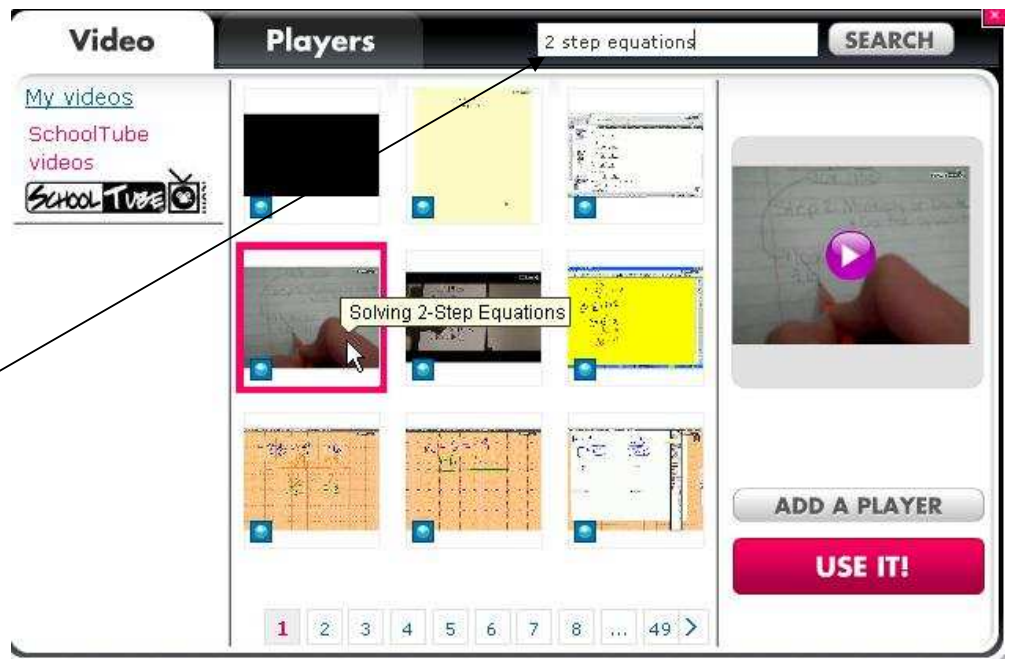 Video
Players
2 step equations
SEARCH
My videos
SchoolTube
videos
SCHOOL TUBE
Solving 2-Step Equations
ADD A PLAYER
USE IT!
1 2 3 4 5 6 7 8 ... 49 >